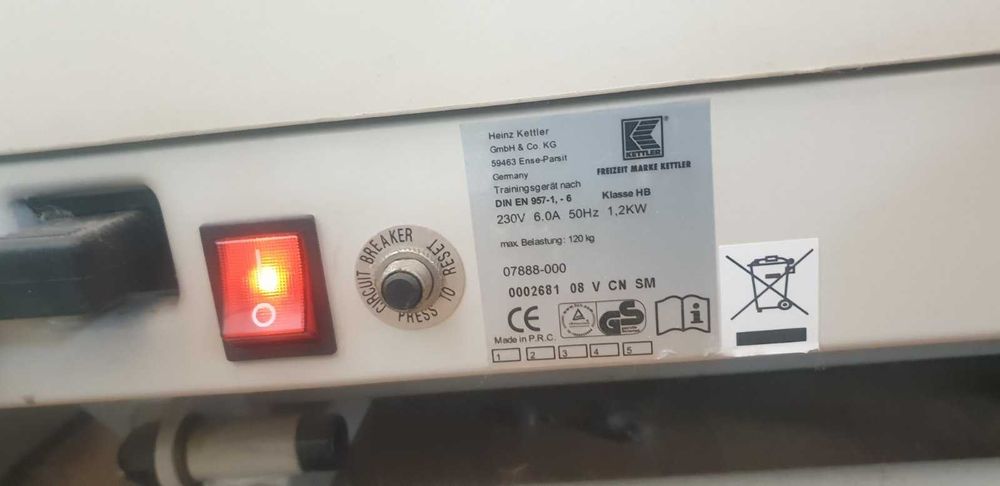 I
O
CIRCUIT BREAKER
PRESS TO RESET
Heinz Kettler
GmbH & Co. KG
59463 Ense-Parsit
Germany
Trainingsgerät nach
DIN EN 957-1, - 6 Klasse HB
230V 6.0A 50Hz 1,2KW
max. Belastung: 120 kg
07888-000
0002681 08 V CN SM
KETTLER
®
FREIZEIT MARKE KETTLER
CE
GS
i
Made in P.R.C.
1 2 3 4 5